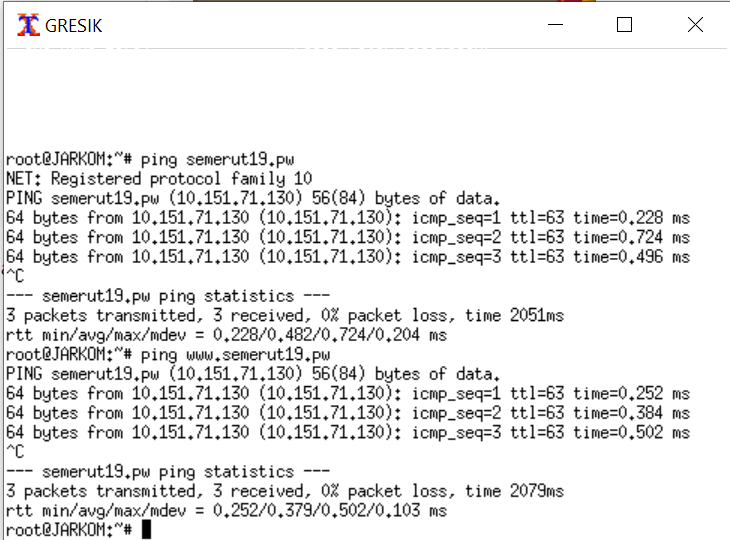 GRESIK
root@JARKOM:~# ping semerut19.pw
NET: Registered protocol family 10
PING semerut19.pw (10.151.71.130) 56(84) bytes of data.
64 bytes from 10.151.71.130 (10.151.71.130): icmp_seq=1 ttl=63 time=0.228 ms
64 bytes from 10.151.71.130 (10.151.71.130): icmp_seq=2 ttl=63 time=0.724 ms
64 bytes from 10.151.71.130 (10.151.71.130): icmp_seq=3 ttl=63 time=0.496 ms
^C
--- semerut19.pw ping statistics ---
3 packets transmitted, 3 received, 0% packet loss, time 2051ms
rtt min/avg/max/mdev = 0.228/0.482/0.724/0.204 ms
root@JARKOM:~# ping www.semerut19.pw
PING semerut19.pw (10.151.71.130) 56(84) bytes of data.
64 bytes from 10.151.71.130 (10.151.71.130): icmp_seq=1 ttl=63 time=0.252 ms
64 bytes from 10.151.71.130 (10.151.71.130): icmp_seq=2 ttl=63 time=0.384 ms
64 bytes from 10.151.71.130 (10.151.71.130): icmp_seq=3 ttl=63 time=0.502 ms
^C
--- semerut19.pw ping statistics ---
3 packets transmitted, 3 received, 0% packet loss, time 2079ms
rtt min/avg/max/mdev = 0.252/0.379/0.502/0.103 ms
root@JARKOM:~#